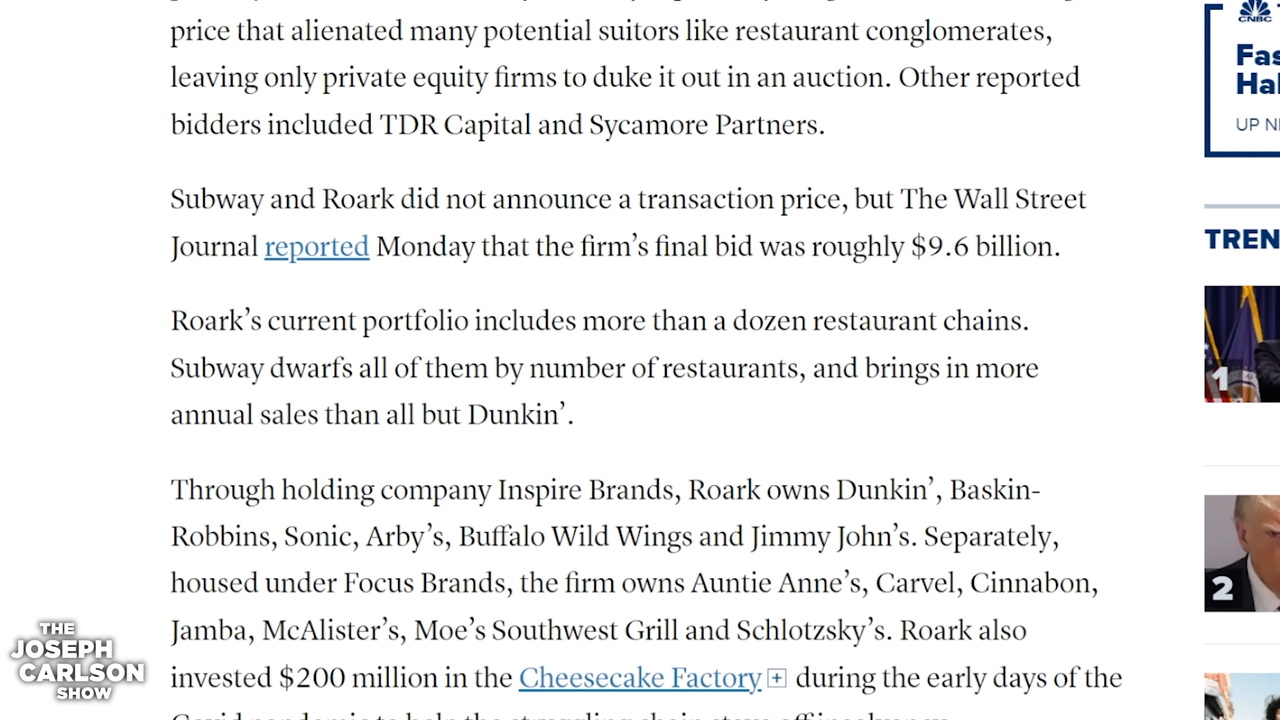 price that alienated many potential suitors like restaurant conglomerates,
leaving only private equity firms to duke it out in an auction. Other reported
bidders included TDR Capital and Sycamore Partners.
Subway and Roark did not announce a transaction price, but The Wall Street
Journal reported Monday that the firm’s final bid was roughly $9.6 billion.
Roark’s current portfolio includes more than a dozen restaurant chains.
Subway dwarfs all of them by number of restaurants, and brings in more
annual sales than all but Dunkin’.
Through holding company Inspire Brands, Roark owns Dunkin’, Baskin-
Robbins, Sonic, Arby’s, Buffalo Wild Wings and Jimmy John’s. Separately,
housed under Focus Brands, the firm owns Auntie Anne’s, Carvel, Cinnabon,
Jamba, McAlister’s, Moe’s Southwest Grill and Schlotzsky’s. Roark also
invested $200 million in the Cheesecake Factory + during the early days of the
CNBC
Fas
Hal
UP N
TREN
1
2
THE
JOSEPH
CARLSON
SHOW